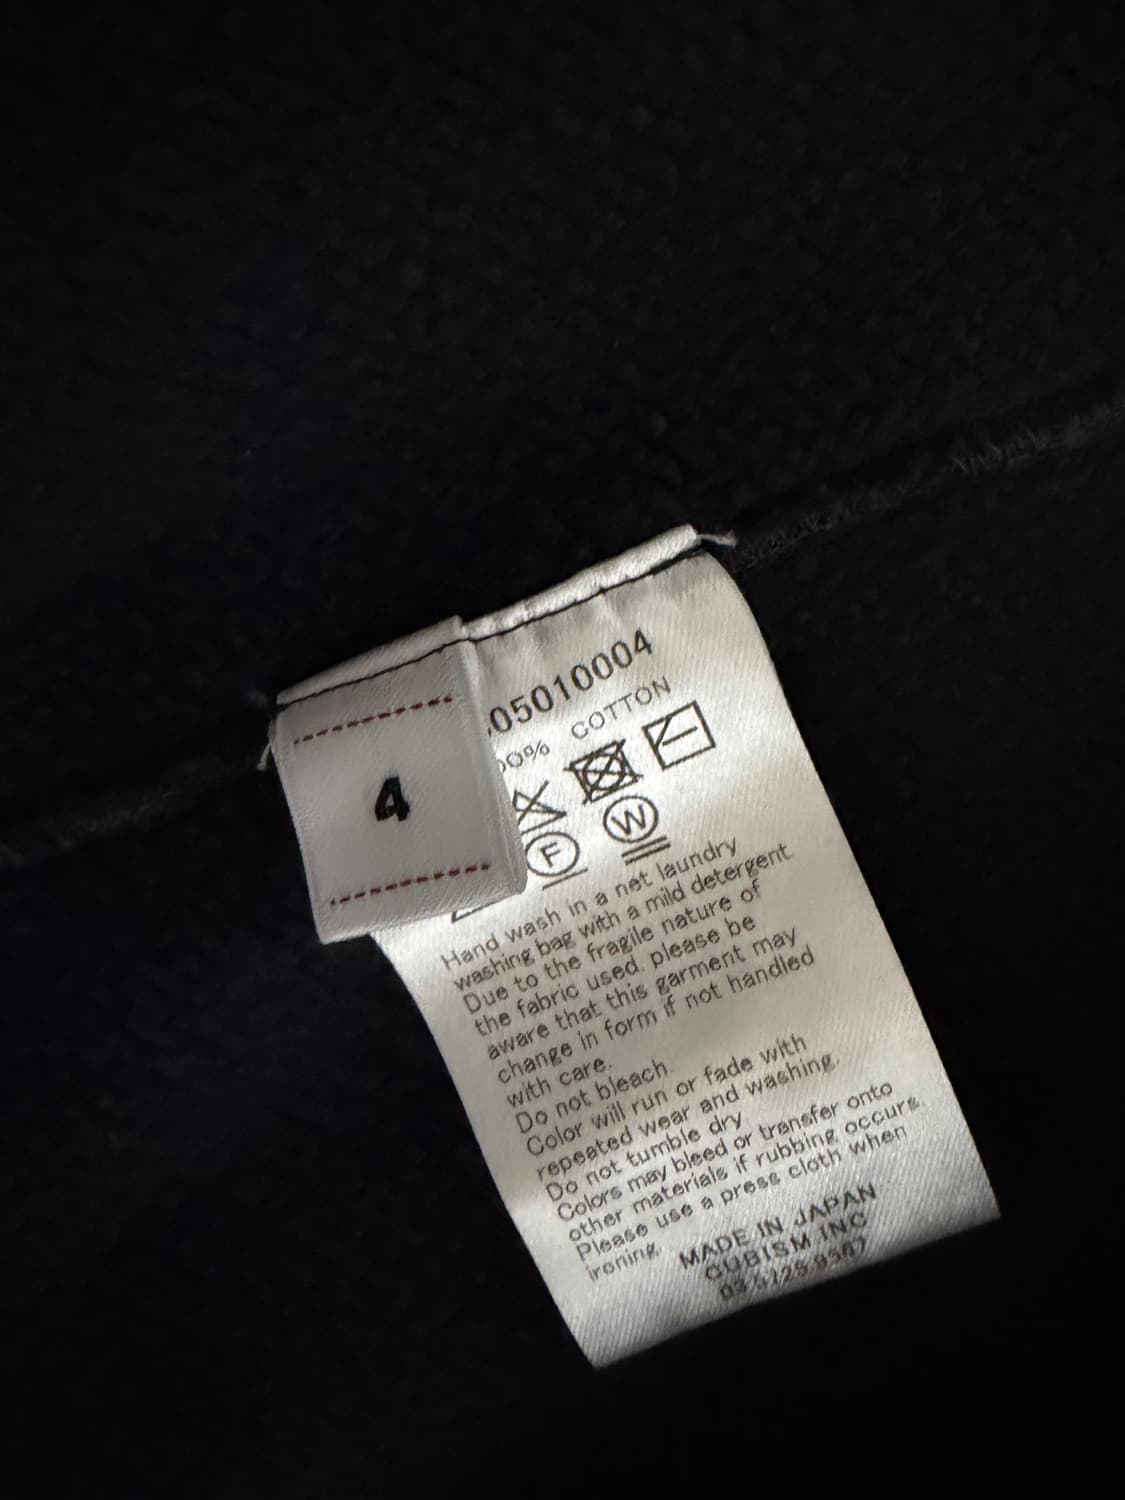 4
05010004
00% COTTON
F W
Hand wash in a net laundry
washing bag with a mild detergent.
Due to the fragile nature of
the fabric used, please be
aware that this garment may
change in form if not handled
with care.
Do not bleach.
Color will run or fade with
repeated wear and washing.
Do not tumble dry
Colors may bleed or transfer onto
other materials if rubbing occurs.
Please use a press cloth when
ironing.
MADE IN JAPAN
CUBISM INC